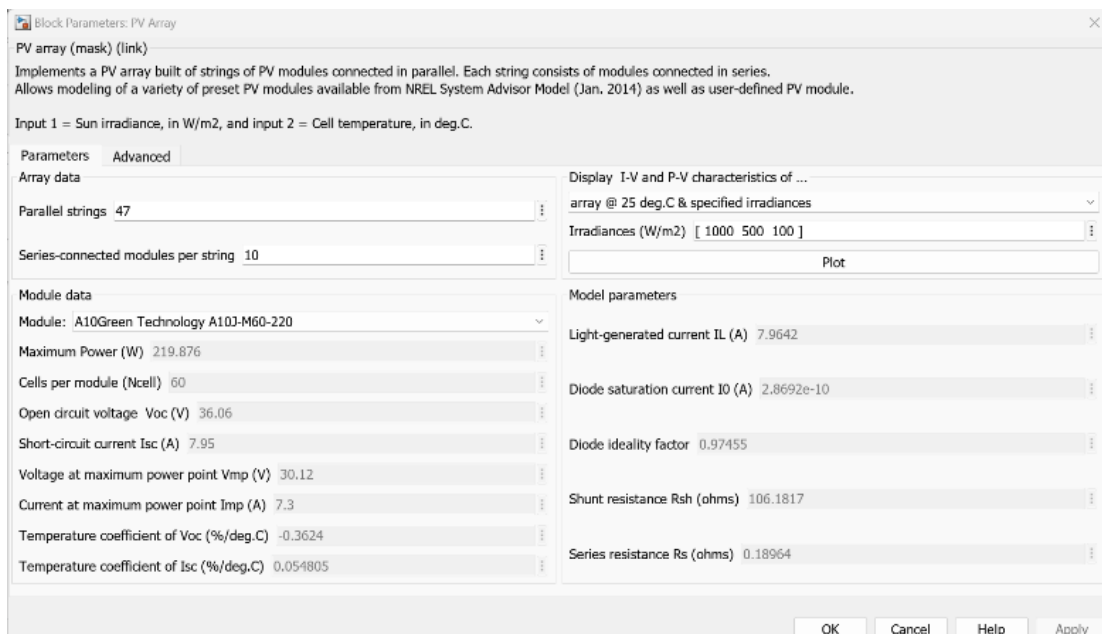 Block Parameters: PV Array
PV array (mask) (link)
Implements a PV array built of strings of PV modules connected in parallel. Each string consists of modules connected in series.
Allows modeling of a variety of preset PV modules available from NREL System Advisor Model (Jan. 2014) as well as user-defined PV module.
Input 1 = Sun irradiance, in W/m2, and input 2 = Cell temperature, in deg.C.
Parameters Advanced
Array data
Parallel strings 47
Series-connected modules per string 10
Display I-V and P-V characteristics of ...
array @ 25 deg.C & specified irradiances
Irradiances (W/m2) [ 1000 500 100 ]
Plot
Module data
Module: A10Green Technology A10J-M60-220
Maximum Power (W) 219.876
Cells per module (Ncell) 60
Open circuit voltage Voc (V) 36.06
Short-circuit current Isc (A) 7.95
Voltage at maximum power point Vmp (V) 30.12
Current at maximum power point Imp (A) 7.3
Temperature coefficient of Voc (%/deg.C) -0.3624
Temperature coefficient of Isc (%/deg.C) 0.054805
Model parameters
Light-generated current IL (A) 7.9642
Diode saturation current I0 (A) 2.8692e-10
Diode ideality factor 0.97455
Shunt resistance Rsh (ohms) 106.1817
Series resistance Rs (ohms) 0.18964
OK Cancel Help Apply